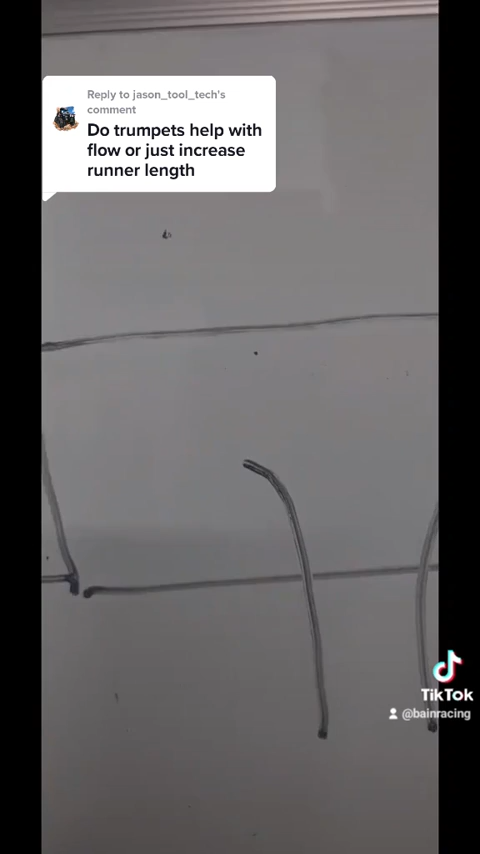 Reply to jason_tool_tech's
comment
Do trumpets help with
flow or just increase
runner length
TikTok
@bainracing